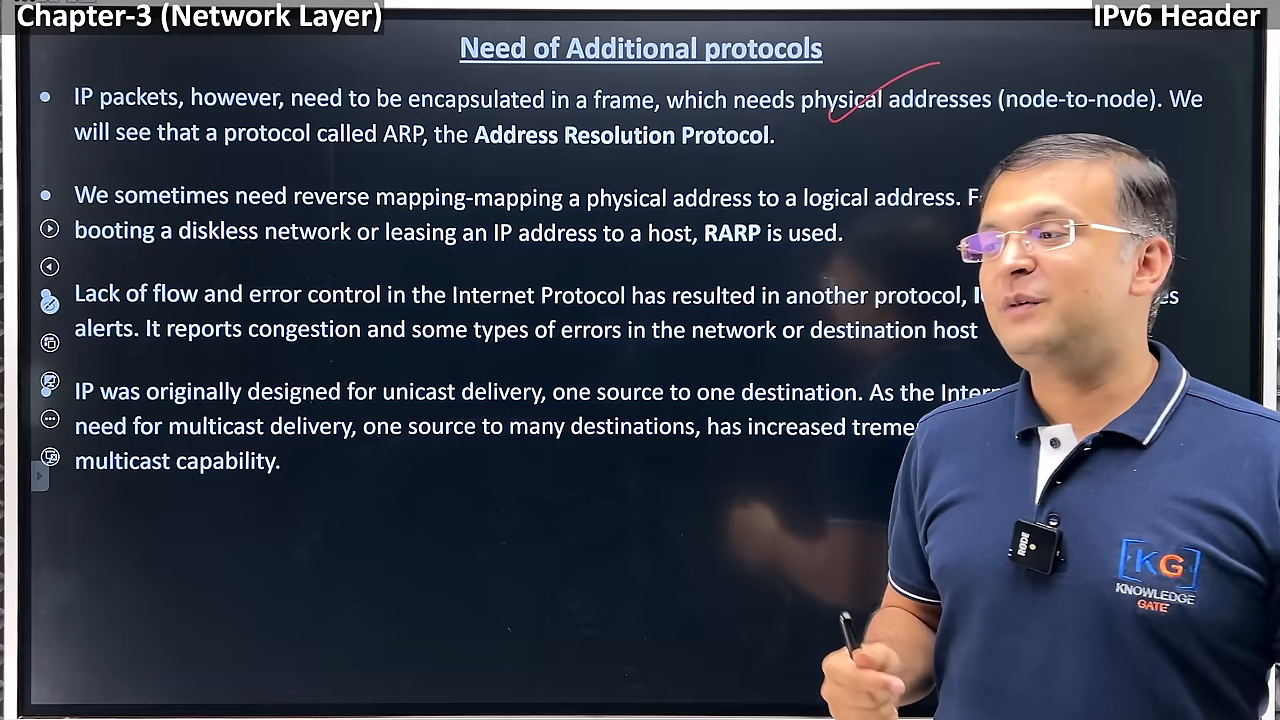 Chapter-3 (Network Layer)
IPv6 Header
Need of Additional protocols
• IP packets, however, need to be encapsulated in a frame, which needs physical addresses (node-to-node). We
will see that a protocol called ARP, the Address Resolution Protocol.
• We sometimes need reverse mapping-mapping a physical address to a logical address.
booting a diskless network or leasing an IP address to a host, RARP is used.
Lack of flow and error control in the Internet Protocol has resulted in another protocol,
alerts. It reports congestion and some types of errors in the network or destination host
IP was originally designed for unicast delivery, one source to one destination. As the
need for multicast delivery, one source to many destinations, has increased
multicast capability.
RODE
KG
KNOWLEDGE
GATE